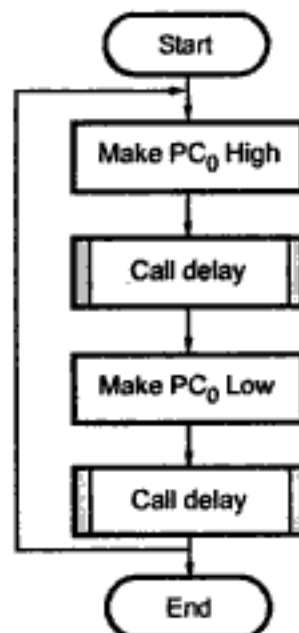 Start
Make PC₀ High
Call delay
Make PC₀ Low
Call delay
End